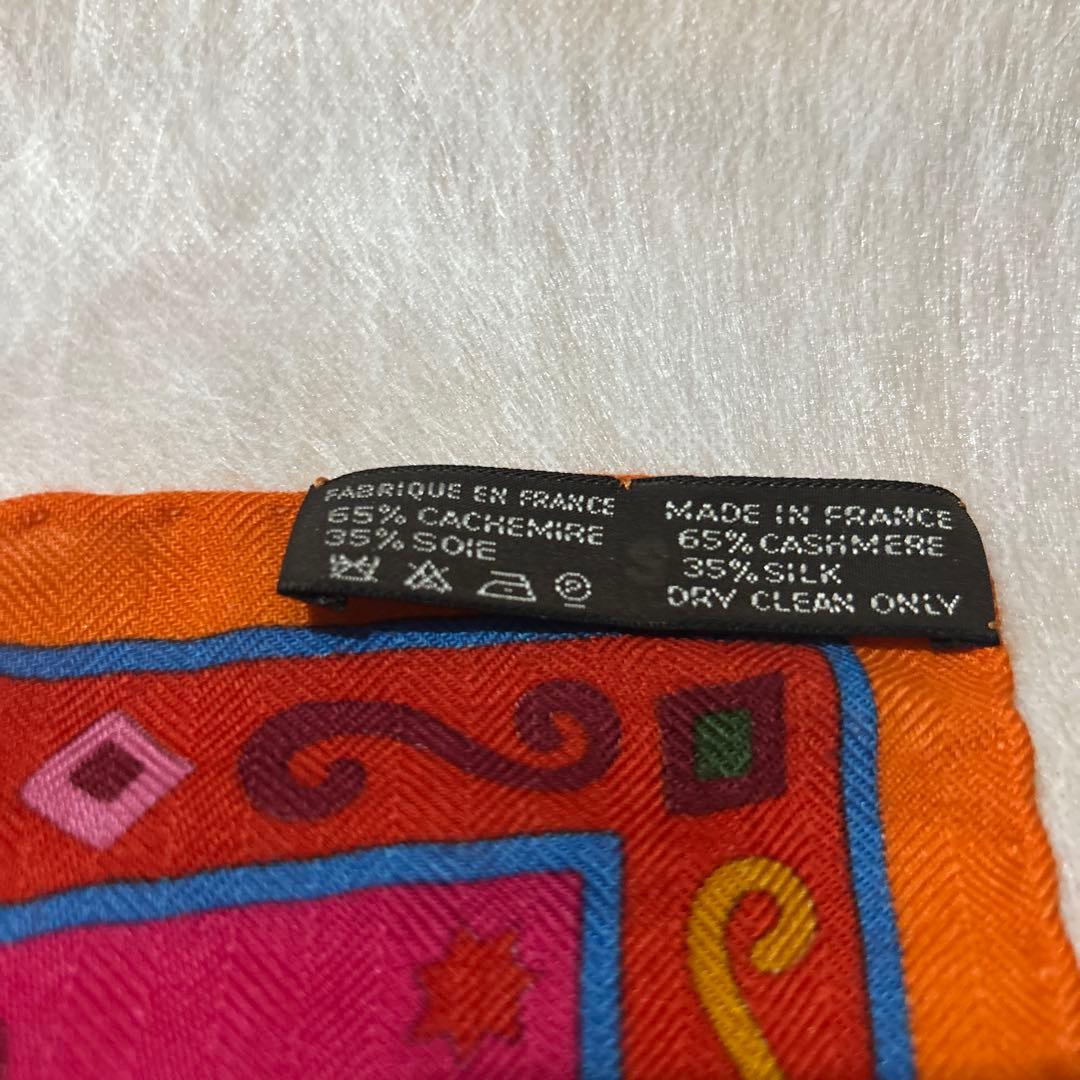 FABRIQUE EN FRANCE
65% CACHEMIRE
35% SOIE
P
MADE IN FRANCE
65% CASHMERE
35% SILK
DRY CLEAN ONLY